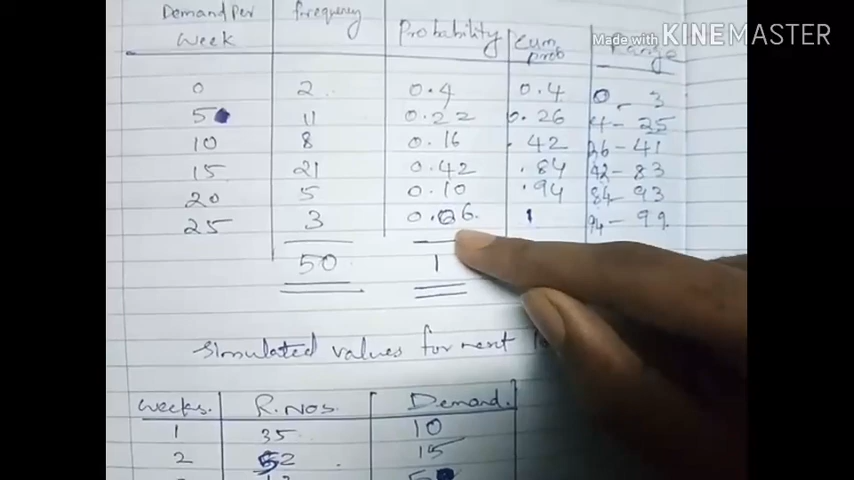 Made with KINEMASTER
Demand per Week | frequency | Probability | Cum prob | Range
0 | 2 | 0.4 | 0.4 | 0 - 3
5 | 11 | 0.22 | 0.26 | 4 - 25
10 | 8 | 0.16 | .42 | 26 - 41
15 | 21 | 0.42 | .84 | 42 - 83
20 | 5 | 0.10 | .94 | 84 - 93
25 | 3 | 0.06 | 1 | 94 - 99
50 | 1
Simulated values for next
Weeks. | R.Nos. | Demand.
1 | 35 | 10
2 | 52 | 15